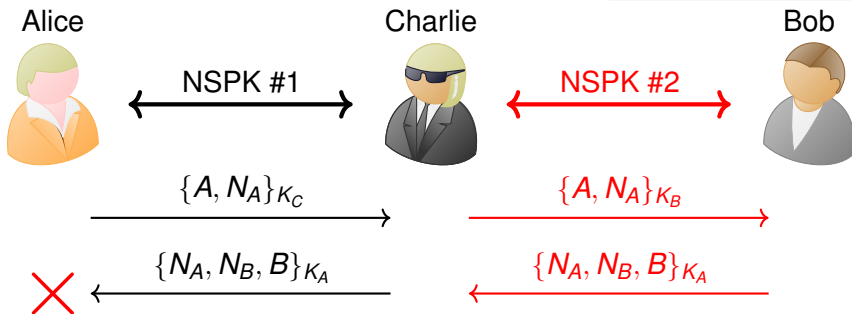 Alice Charlie Bob
NSPK #1 NSPK #2
{A, N_A}_{K_C} {A, N_A}_{K_B}
{N_A, N_B, B}_{K_A} {N_A, N_B, B}_{K_A}